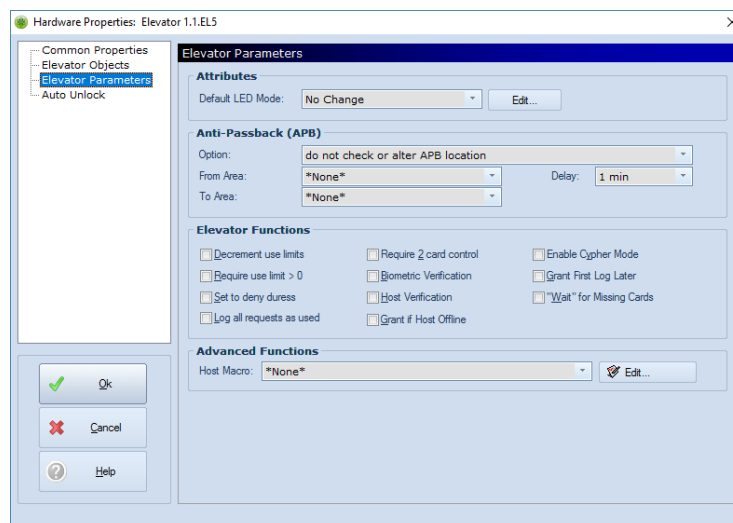 Hardware Properties: Elevator 1.1.EL5
Common Properties
Elevator Objects
Elevator Parameters
Auto Unlock
Ok
Cancel
Help
Elevator Parameters
Attributes
Default LED Mode: No Change Edit...
Anti-Passback (APB)
Option: do not check or alter APB location
From Area: *None* Delay: 1 min
To Area: *None*
Elevator Functions
Decrement use limits Require 2 card control Enable Cypher Mode
Require use limit > 0 Biometric Verification Grant First Log Later
Set to deny duress Host Verification "Wait" for Missing Cards
Log all requests as used Grant if Host Offline
Advanced Functions
Host Macro: *None* Edit...